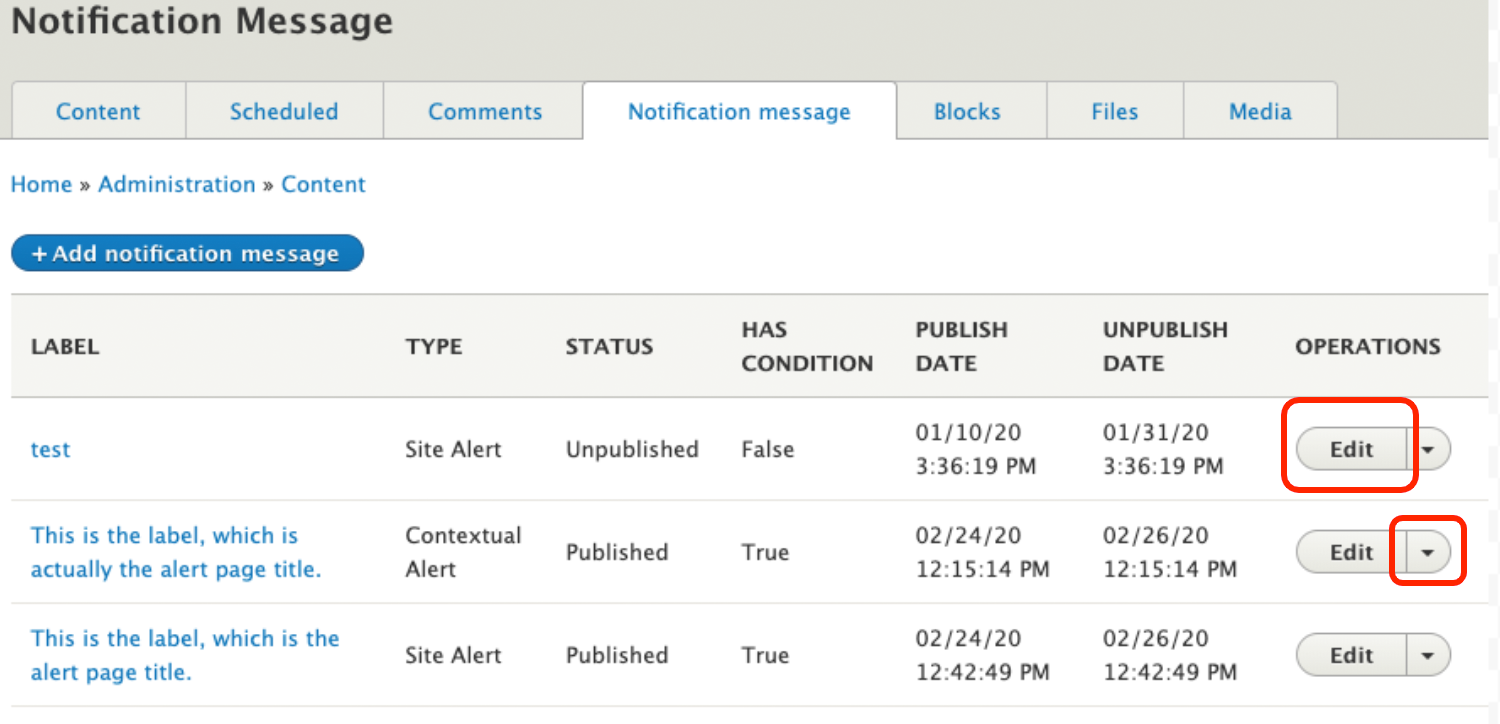 Notification Message
Content Scheduled Comments Notification message Blocks Files Media
Home » Administration » Content
+ Add notification message
LABEL TYPE STATUS HAS CONDITION PUBLISH DATE UNPUBLISH DATE OPERATIONS
test Site Alert Unpublished False 01/10/20 3:36:19 PM 01/31/20 3:36:19 PM Edit
This is the label, which is actually the alert page title. Contextual Alert Published True 02/24/20 12:15:14 PM 02/26/20 12:15:14 PM Edit
This is the label, which is the alert page title. Site Alert Published True 02/24/20 12:42:49 PM 02/26/20 12:42:49 PM Edit